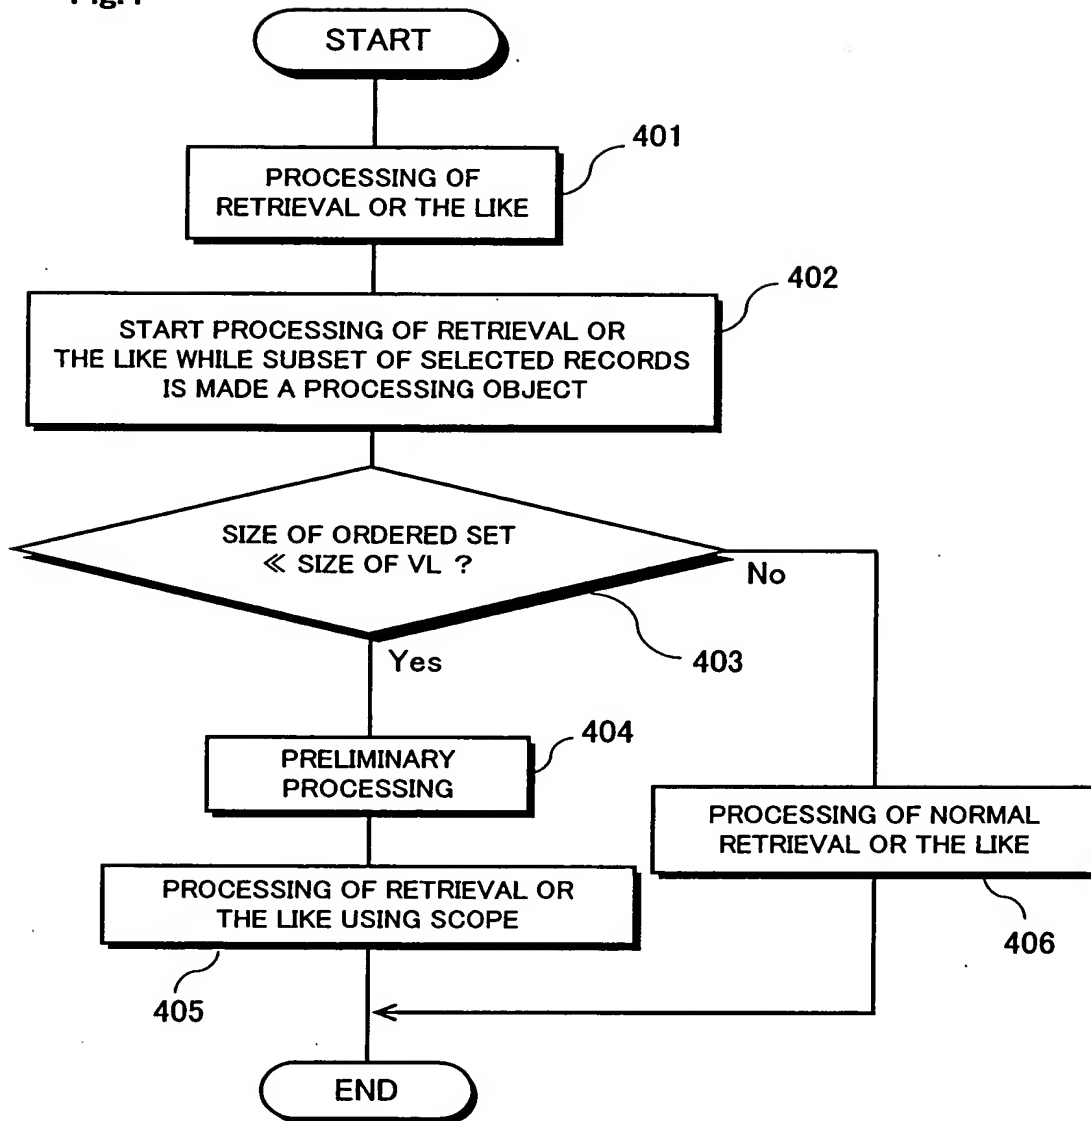 START
401
PROCESSING OF
RETRIEVAL OR THE LIKE
402
START PROCESSING OF RETRIEVAL OR
THE LIKE WHILE SUBSET OF SELECTED RECORDS
IS MADE A PROCESSING OBJECT
SIZE OF ORDERED SET
≪ SIZE OF VL ?
No
Yes
403
404
PRELIMINARY
PROCESSING
PROCESSING OF NORMAL
RETRIEVAL OR THE LIKE
PROCESSING OF RETRIEVAL OR
THE LIKE USING SCOPE
406
405
END